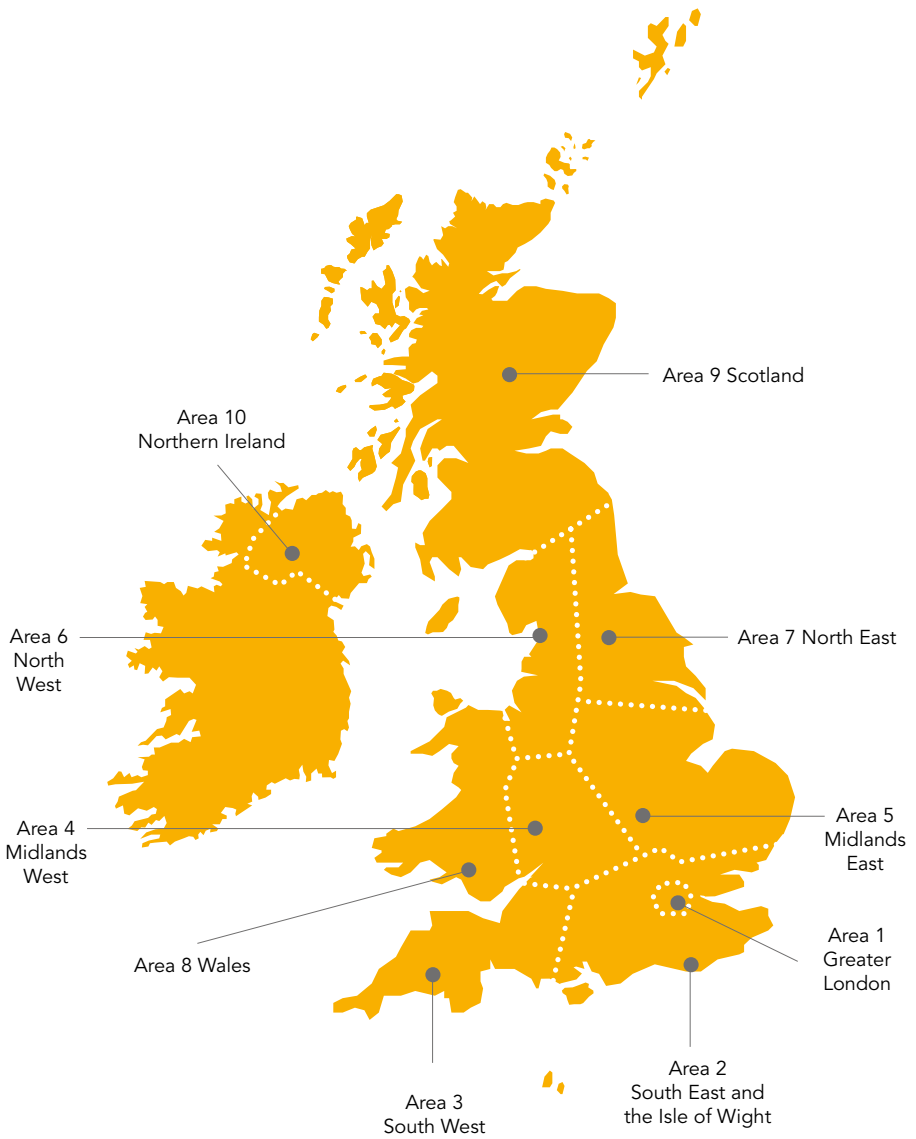 Area 9 Scotland
Area 10
Northern Ireland
Area 6
North
West
Area 7 North East
Area 4
Midlands
West
Area 5
Midlands
East
Area 8 Wales
Area 1
Greater
London
Area 3
South West
Area 2
South East and
the Isle of Wight